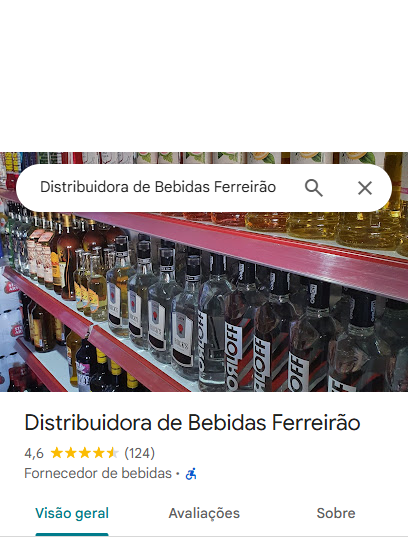 Distribuidora de Bebidas Ferreirão
ORLOFF
ORLOFF
ORLOFF
Distribuidora de Bebidas Ferreirão
4,6 (124)
Fornecedor de bebidas ·
Visão geral
Avaliações
Sobre